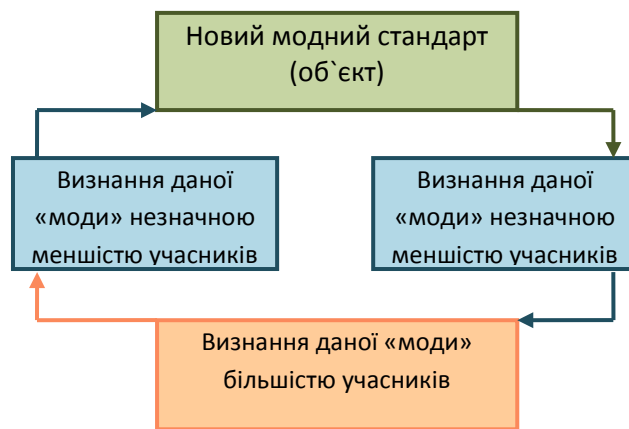 Новий модний стандарт
(об`єкт)
Визнання даної
«моди» незначною
меншістю учасників
Визнання даної
«моди» незначною
меншістю учасників
Визнання даної «моди»
більшістю учасників